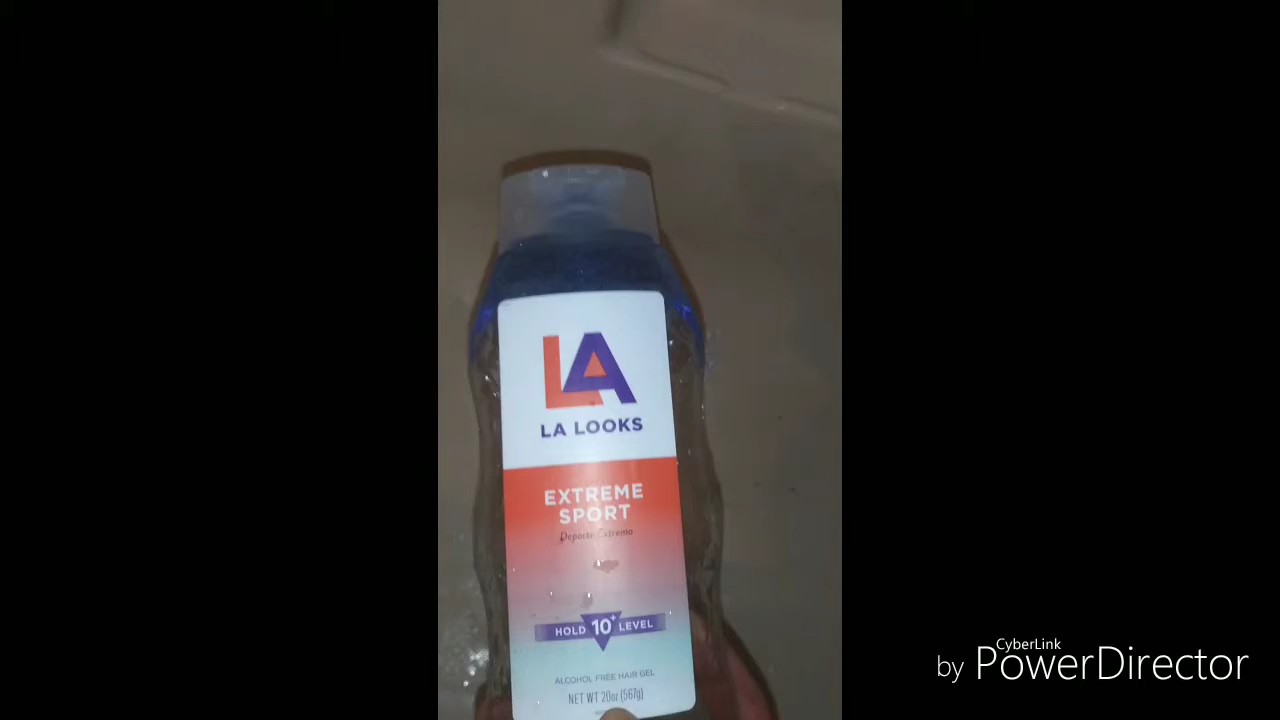 LA
LA LOOKS
EXTREME
SPORT
Deporte Extremo
HOLD 10+ LEVEL
ALCOHOL FREE HAIR GEL
NET WT 20oz (567g)
CyberLink
by PowerDirector